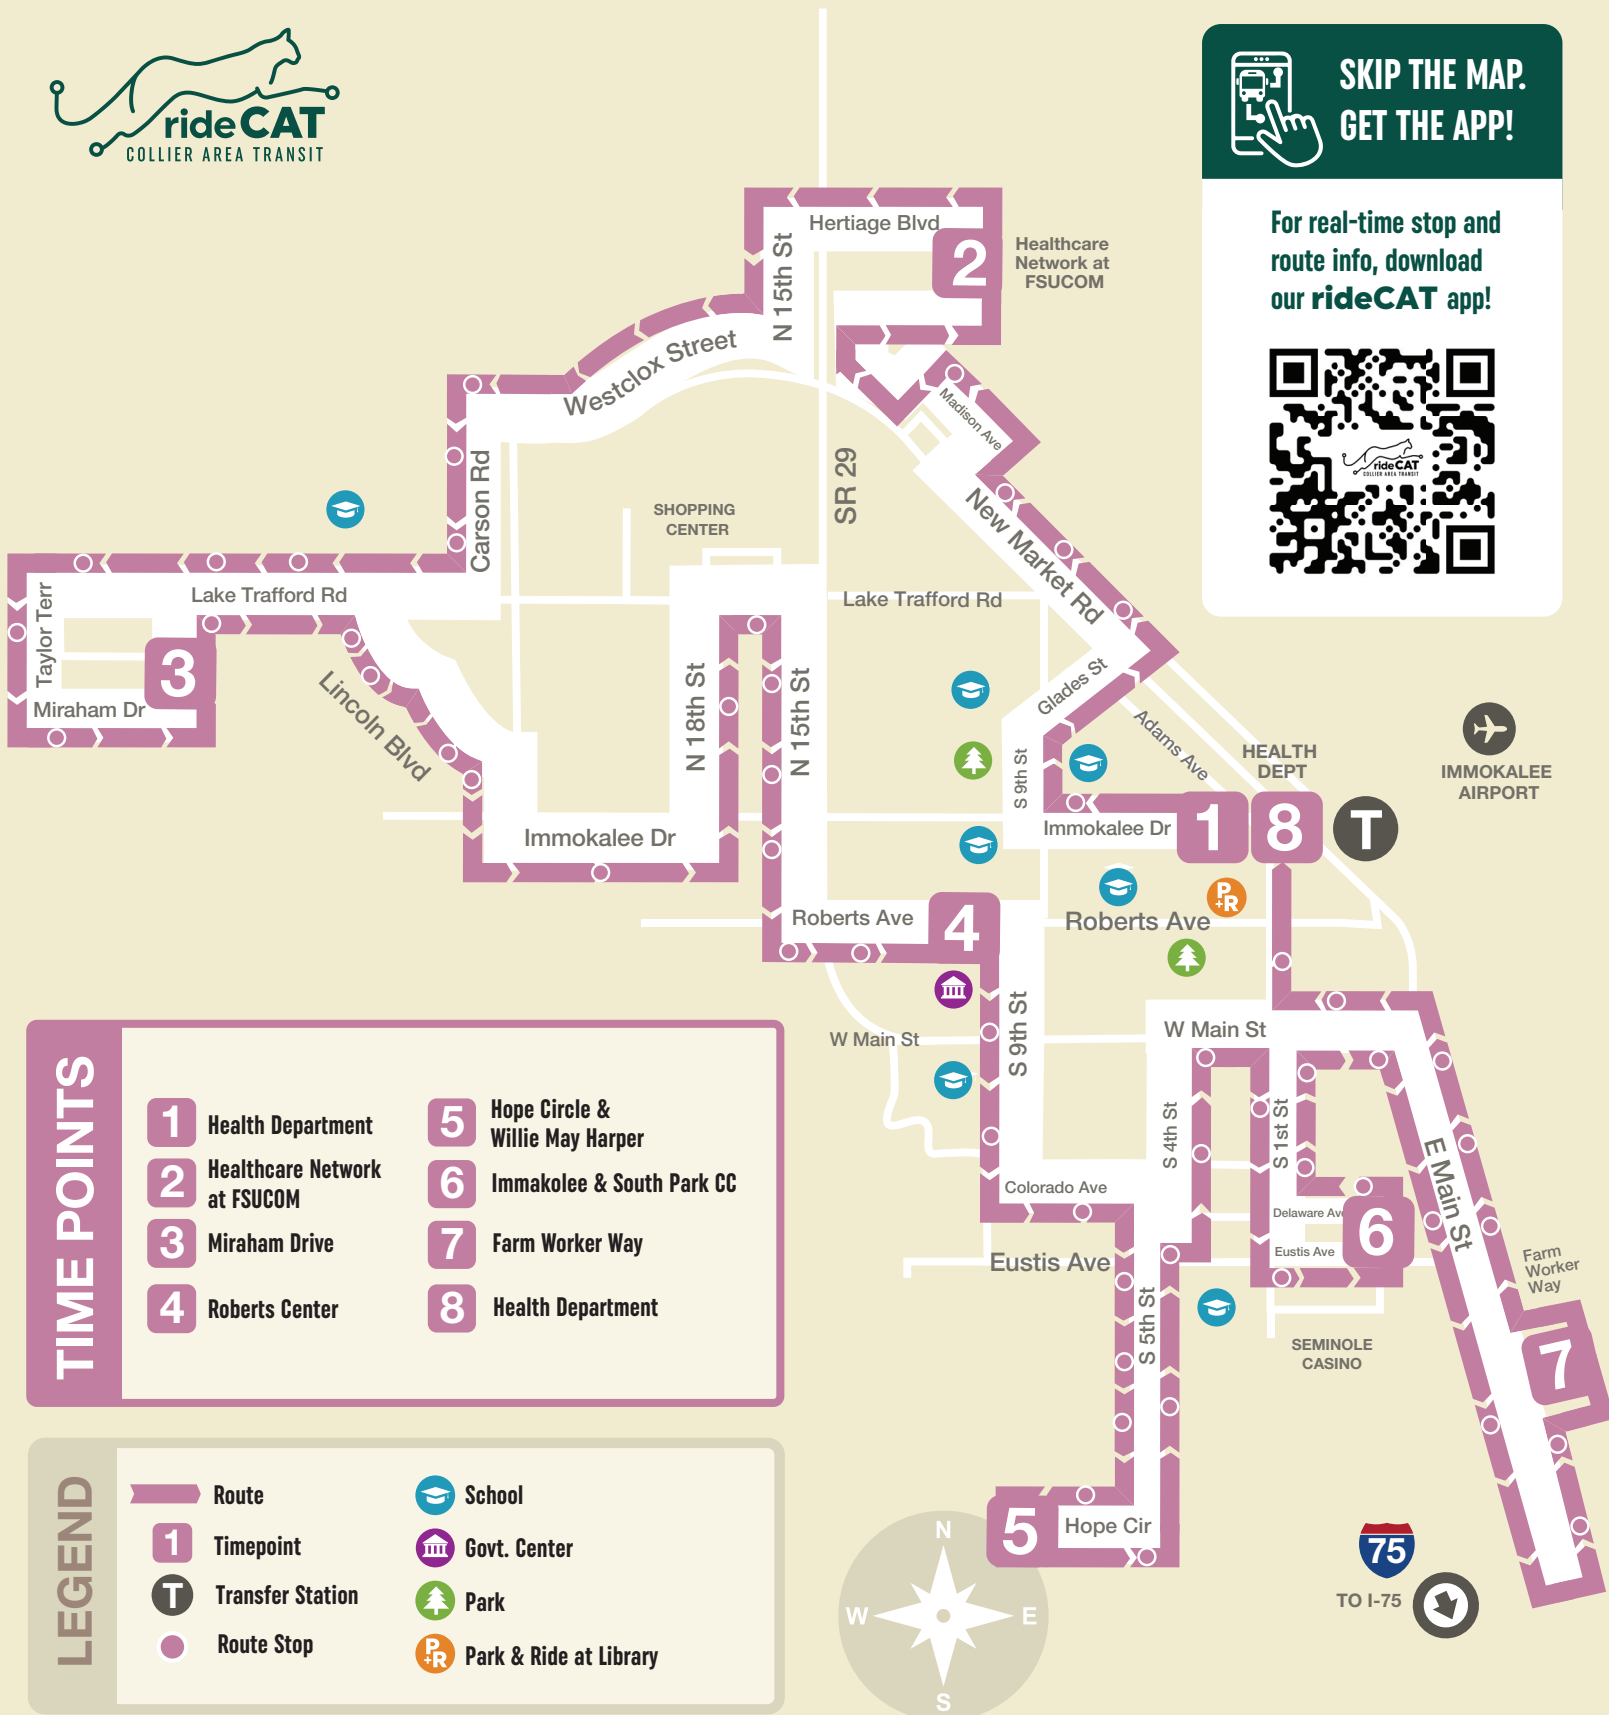 rideCAT
COLLIER AREA TRANSIT
SKIP THE MAP.
GET THE APP!
For real-time stop and
route info, download
our rideCAT app!
rideCAT
COLLIER AREA TRANSIT
Hertiage Blvd
2
Healthcare
Network at
FSUCOM
N 15th St
Westclox Street
Madison Ave
Carson Rd
SR 29
SHOPPING
CENTER
New Market Rd
Lake Trafford Rd
Lake Trafford Rd
Taylor Terr
3
Miraham Dr
Lincoln Blvd
N 18th St
N 15th St
Glades St
Adams Ave
S 9th St
HEALTH
DEPT
IMMOKALEE
AIRPORT
Immokalee Dr
Immokalee Dr
1
8
T
P
+R
Roberts Ave
4
Roberts Ave
W Main St
W Main St
S 9th St
S 4th St
S 1st St
E Main St
Colorado Ave
Delaware Ave
6
Eustis Ave
Eustis Ave
Farm
Worker
Way
S 5th St
SEMINOLE
CASINO
7
5
Hope Cir
N
W
E
S
75
TO I-75
TIME POINTS
1 Health Department
2 Healthcare Network
at FSUCOM
3 Miraham Drive
4 Roberts Center
5 Hope Circle &
Willie May Harper
6 Immakolee & South Park CC
7 Farm Worker Way
8 Health Department
LEGEND
Route
1 Timepoint
T Transfer Station
Route Stop
School
Govt. Center
Park
P
+R Park & Ride at Library